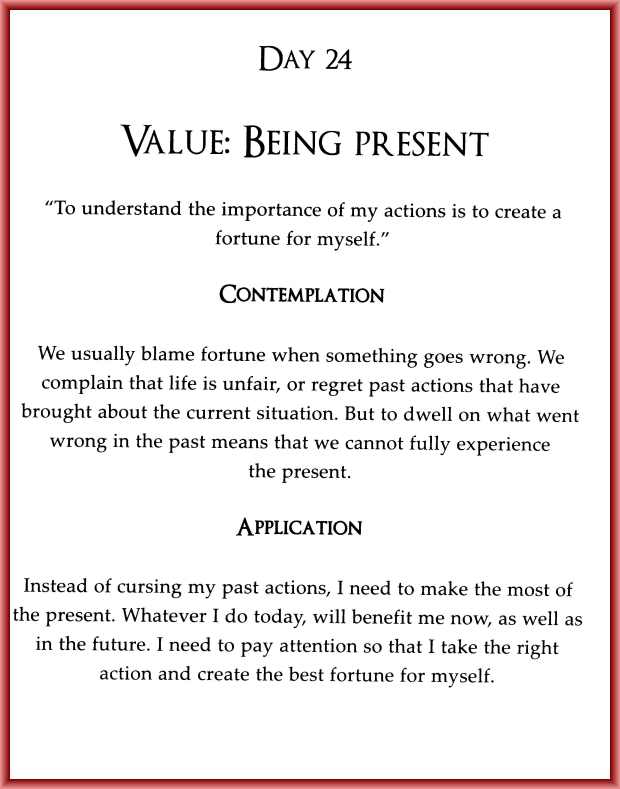 Day 24
Value: Being present
“To understand the importance of my actions is to create a
fortune for myself.”
Contemplation
We usually blame fortune when something goes wrong. We
complain that life is unfair, or regret past actions that have
brought about the current situation. But to dwell on what went
wrong in the past means that we cannot fully experience
the present.
Application
Instead of cursing my past actions, I need to make the most of
the present. Whatever I do today, will benefit me now, as well as
in the future. I need to pay attention so that I take the right
action and create the best fortune for myself.